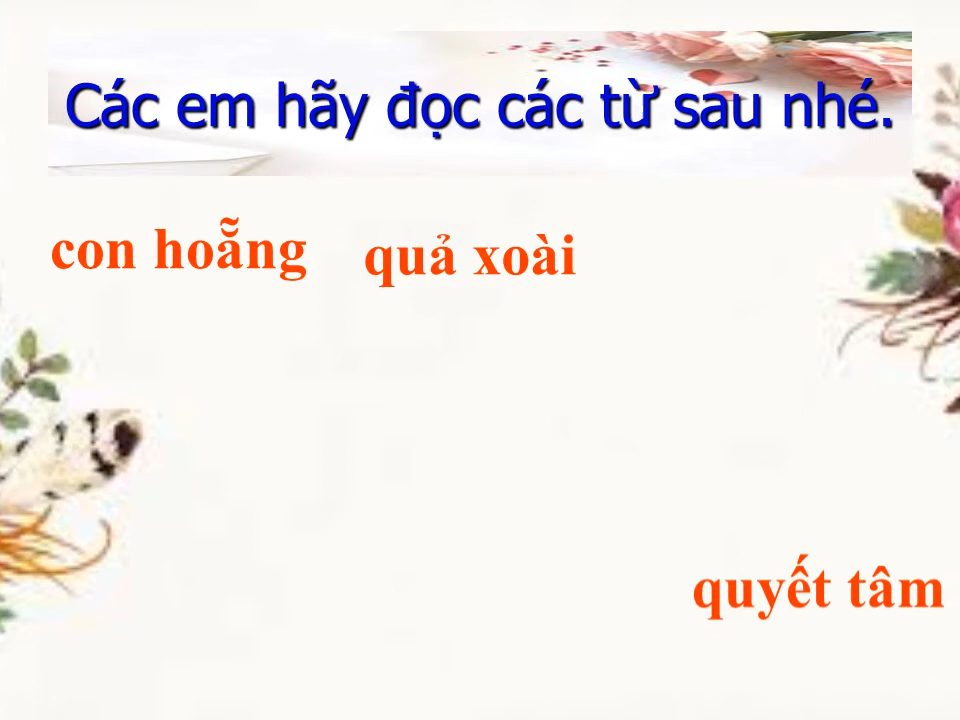 Các em hãy đọc các từ sau nhé.
con hoẵng
quả xoài
quyết tâm